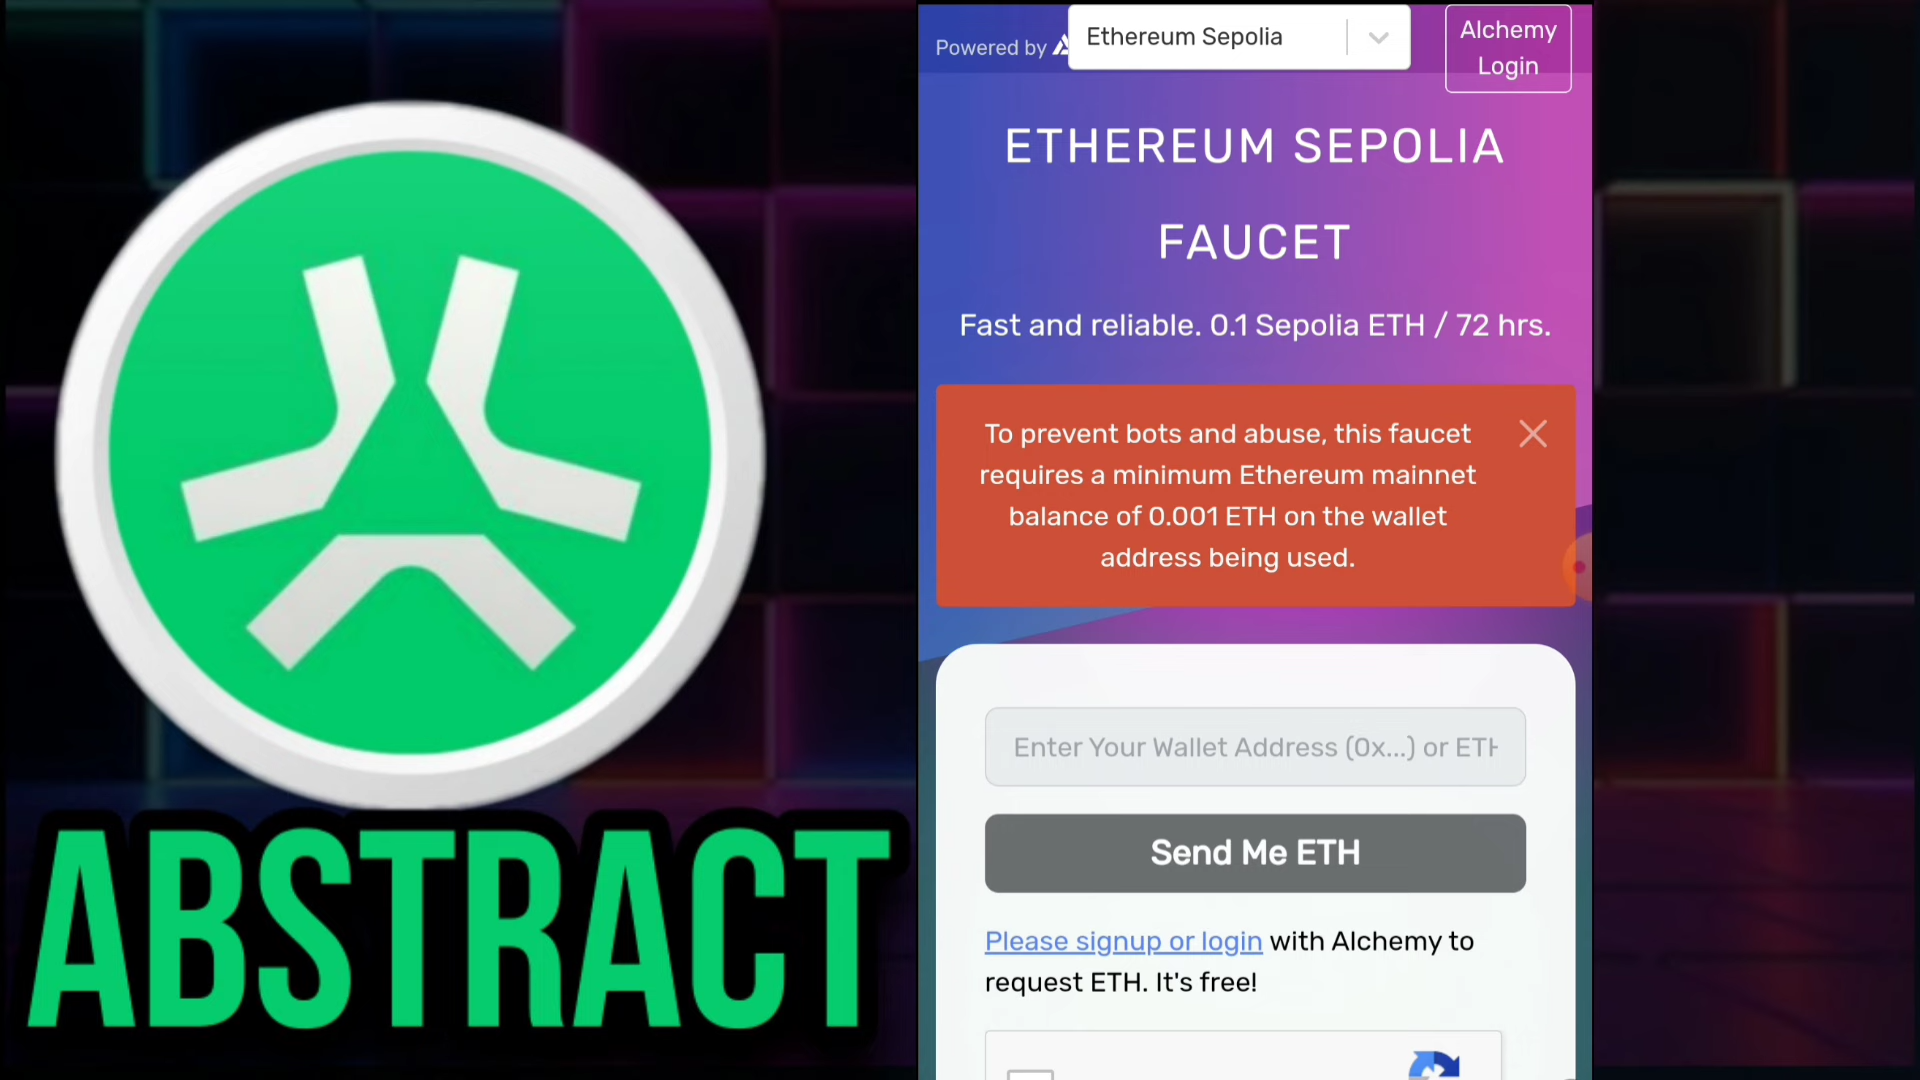 ABSTRACT
Powered by
Ethereum Sepolia
Alchemy
Login
ETHEREUM SEPOLIA
FAUCET
Fast and reliable. 0.1 Sepolia ETH / 72 hrs.
To prevent bots and abuse, this faucet
requires a minimum Ethereum mainnet
balance of 0.001 ETH on the wallet
address being used.
Enter Your Wallet Address (0x...) or ETH
Send Me ETH
Please signup or login with Alchemy to
request ETH. It's free!